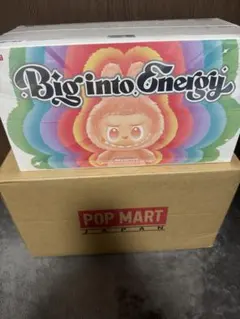 Big into Energy
POP MART
JAPAN